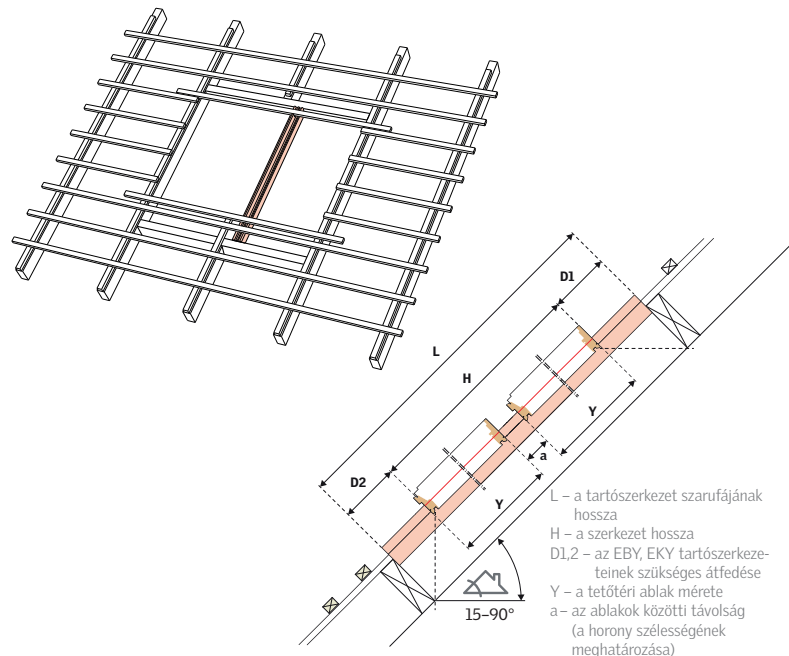 D1
L
H
Y
a
D2
Y
15–90°
L – a tartószerkezet szarufájának
hossza
H – a szerkezet hossza
D1,2 – az EBY, EKY tartószerkeze-
teinek szükséges átfedése
Y – a tetőtéri ablak mérete
a – az ablakok közötti távolság
(a horony szélességének
meghatározása)